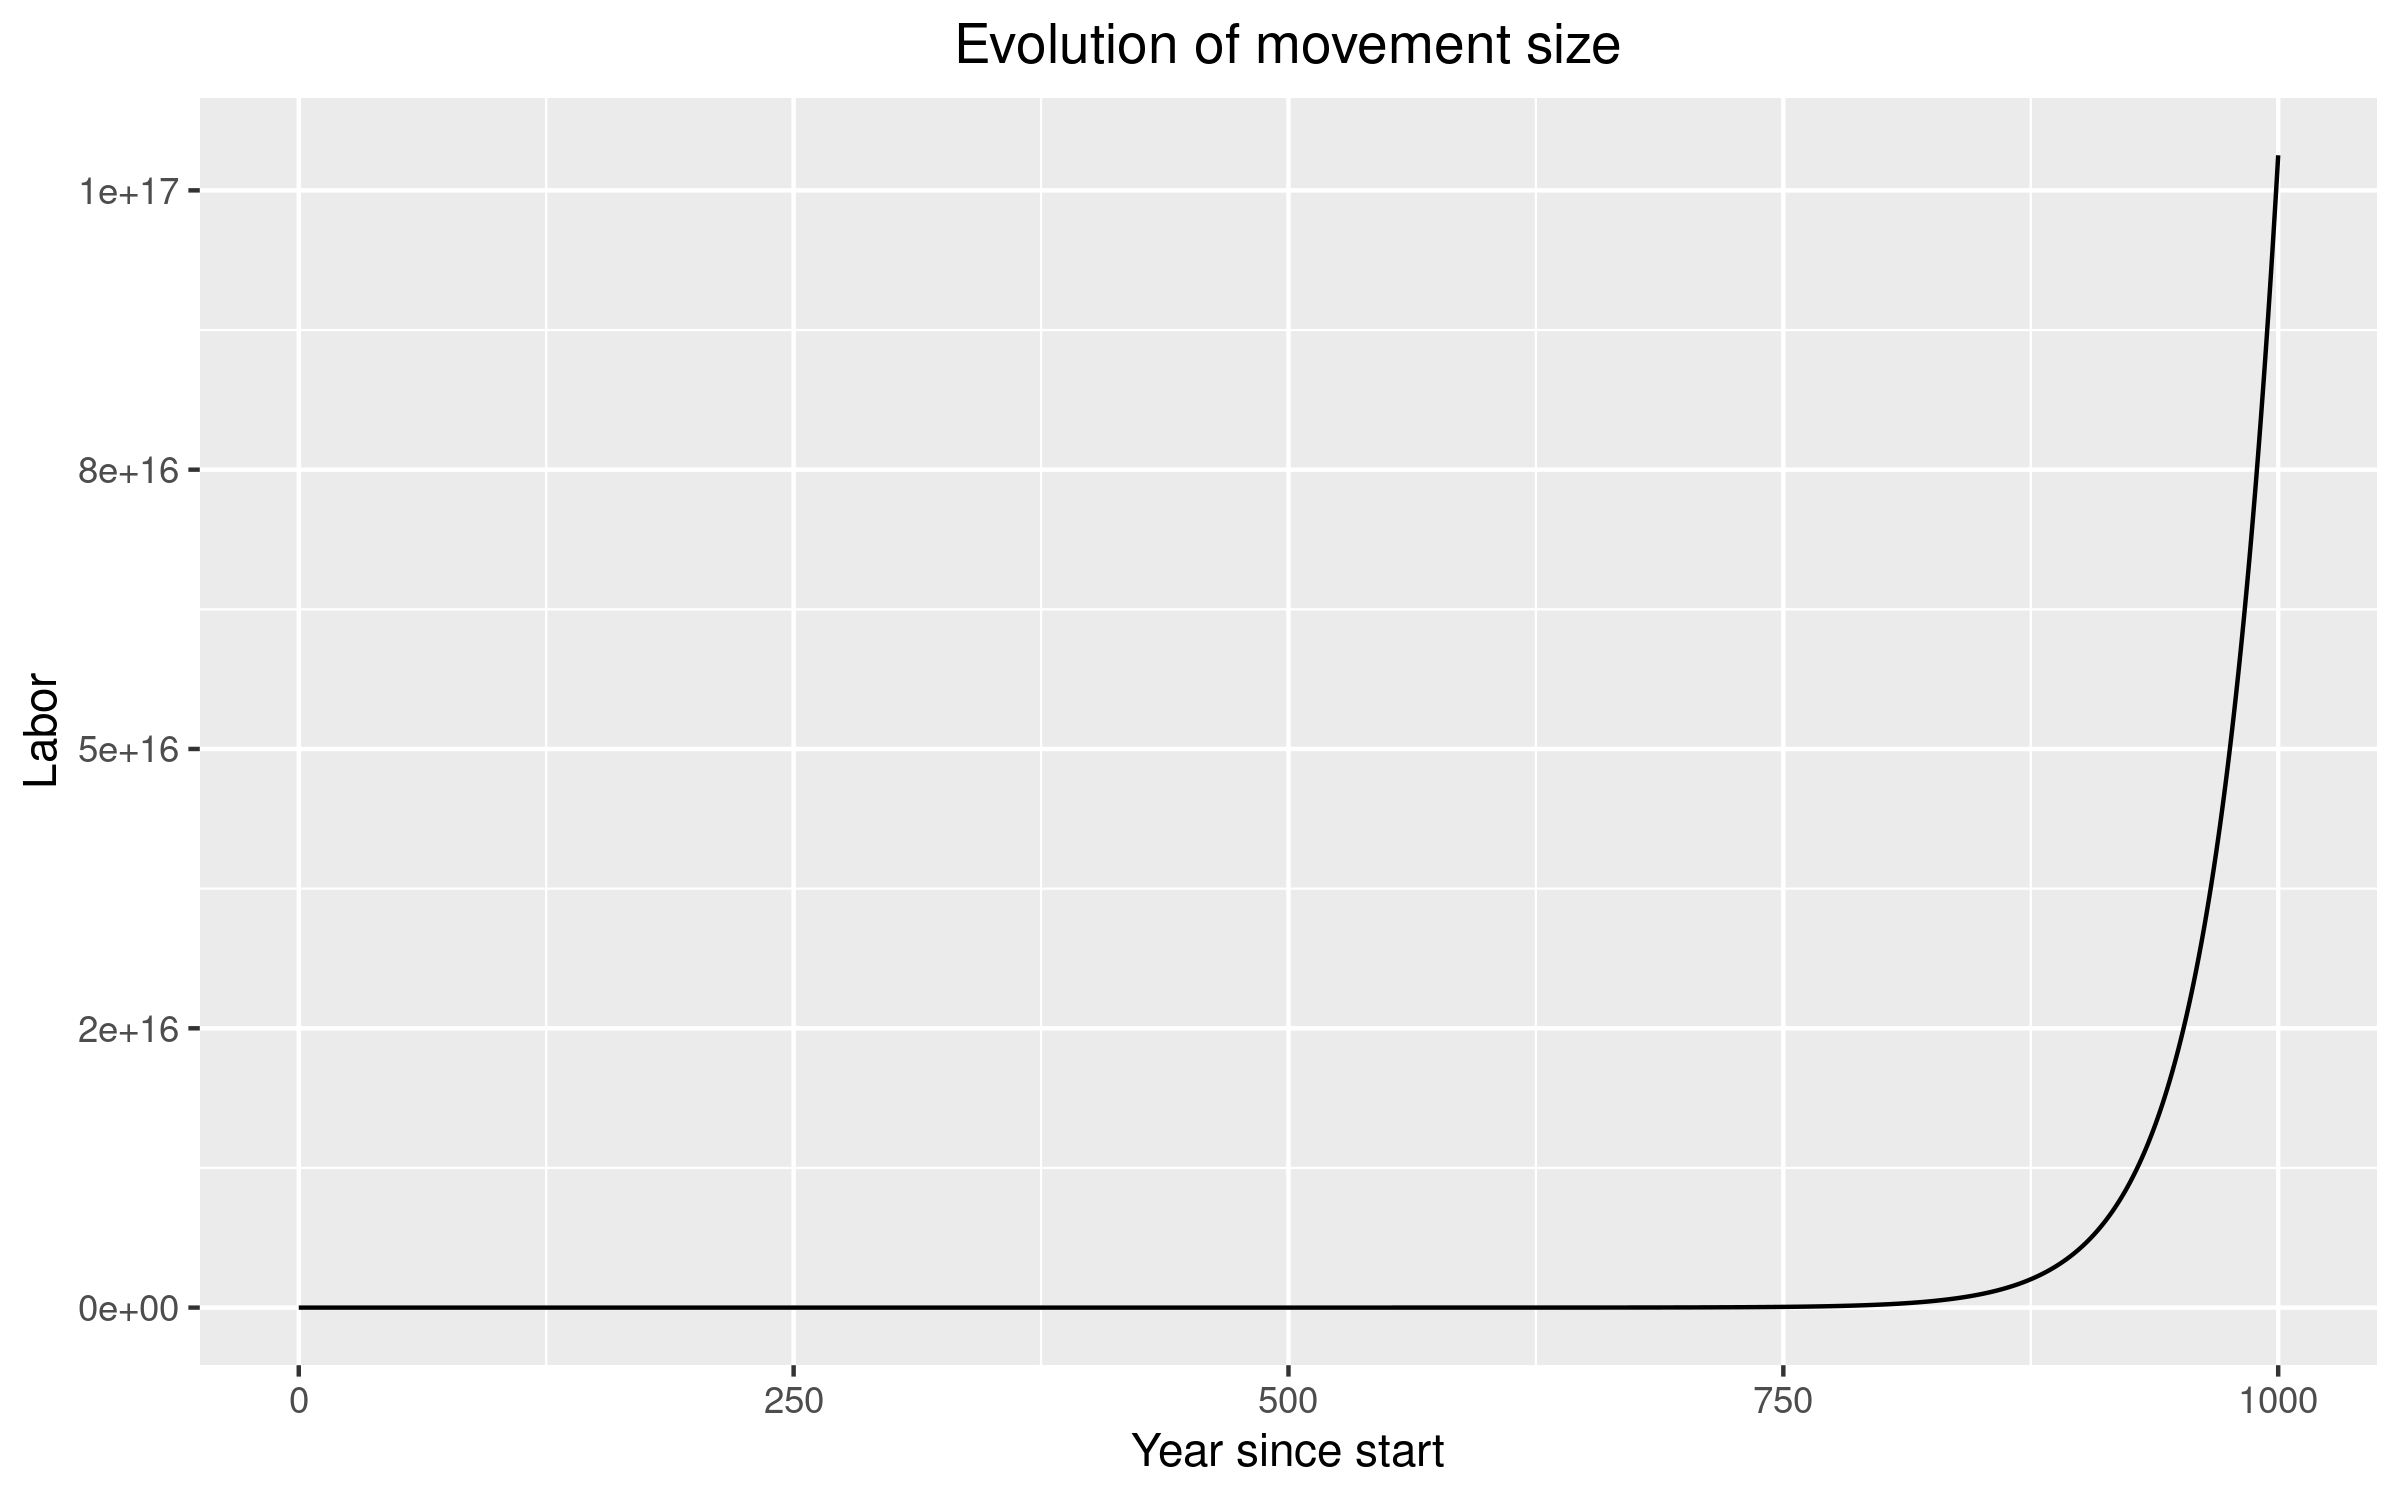 Evolution of movement size
Labor
1e+17
8e+16
5e+16
2e+16
0e+00
0
250
500
750
1000
Year since start